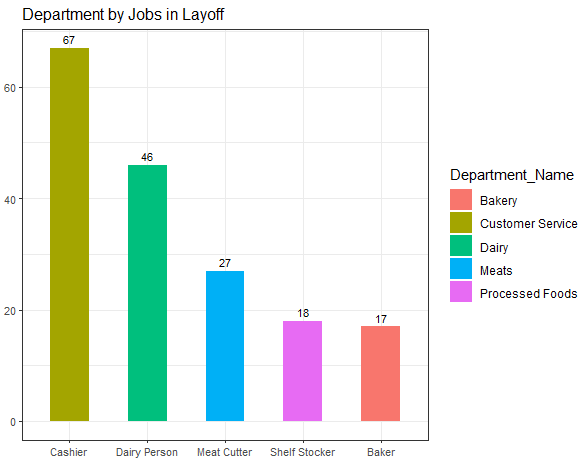 Department by Jobs in Layoff
67
46
27
18
17
60
40
20
0
Cashier Dairy Person Meat Cutter Shelf Stocker Baker
Department_Name
Bakery
Customer Service
Dairy
Meats
Processed Foods